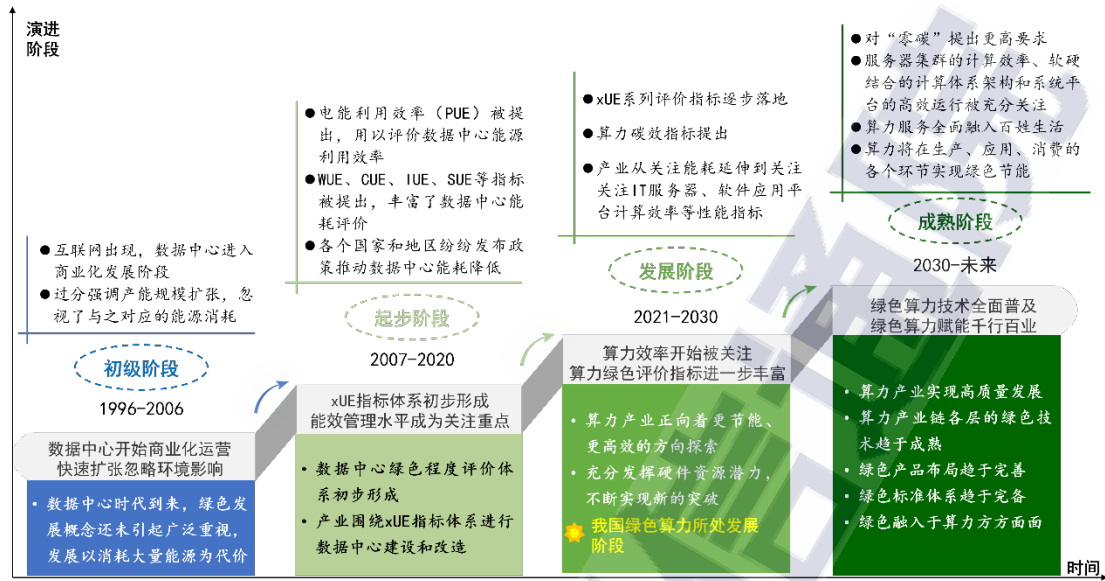 演进
阶段
●互联网出现，数据中心进入
商业化发展阶段
●过分强调产能规模扩张，忽
视了与之对应的能源消耗
初级阶段
1996-2006
数据中心开始商业化运营
快速扩张忽略环境影响
• 数据中心时代到来，绿色发
展概念还未引起广泛重视，
发展以消耗大量能源为代价
●电能利用效率（PUE）被提
出，用以评价数据中心能源
利用效率
●WUE、CUE、IUE、SUE等指标
被提出，丰富了数据中心能
耗评价
●各个国家和地区纷纷发布政
策推动数据中心能耗降低
起步阶段
2007-2020
xUE指标体系初步形成
能效管理水平成为关注重点
• 数据中心绿色程度评价体
系初步形成
• 产业围绕xUE指标体系进行
数据中心建设和改造
●xUE系列评价指标逐步落地
●算力碳效指标提出
●产业从关注能耗延伸到关注
关注IT服务器、软件应用平
台计算效率等性能指标
发展阶段
2021-2030
算力效率开始被关注
算力绿色评价指标进一步丰富
• 算力产业正向着更节能、
更高效的方向探索
• 充分发挥硬件资源潜力，
不断实现新的突破
我国绿色算力所处发展
阶段
●对“零碳”提出更高要求
●服务器集群的计算效率、软硬
结合的计算体系架构和系统平
台的高效运行被充分关注
●算力服务全面融入百姓生活
●算力将在生产、应用、消费的
各个环节实现绿色节能
成熟阶段
2030-未来
绿色算力技术全面普及
绿色算力赋能千行百业
• 算力产业实现高质量发展
• 算力产业链各层的绿色技
术趋于成熟
• 绿色产品布局趋于完善
• 绿色标准体系趋于完备
• 绿色融入于算力方方面面
时间